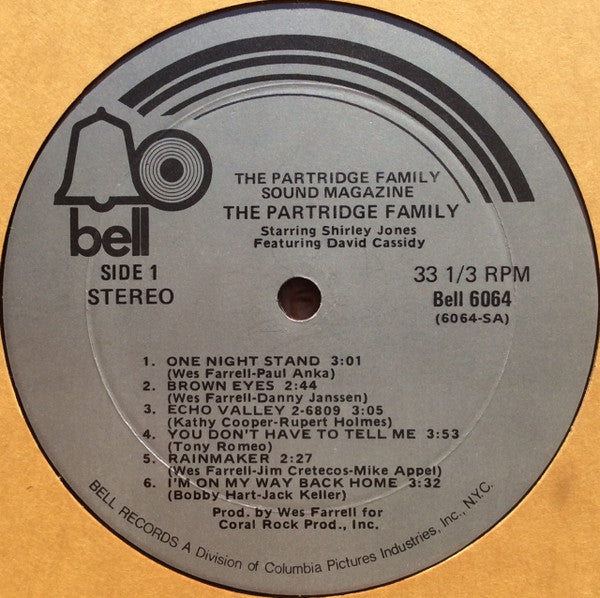 THE PARTRIDGE FAMILY
SOUND MAGAZINE
THE PARTRIDGE FAMILY
Starring Shirley Jones
Featuring David Cassidy
bell
SIDE 1
STEREO
33 1/3 RPM
Bell 6064
(6064-SA)
1. ONE NIGHT STAND 3:01
(Wes Farrell-Paul Anka)
2. BROWN EYES 2:44
(Wes Farrell-Danny Janssen)
3. ECHO VALLEY 2-6809 3:05
(Kathy Cooper-Rupert Holmes)
4. YOU DON'T HAVE TO TELL ME 3:53
(Tony Romeo)
5. RAINMAKER 2:27
(Wes Farrell-Jim Cretecos-Mike Appel)
6. I'M ON MY WAY BACK HOME 3:32
(Bobby Hart-Jack Keller)
Prod. by Wes Farrell for
Coral Rock Prod., Inc.
BELL RECORDS A Division of Columbia Pictures Industries, Inc., N.Y.C.